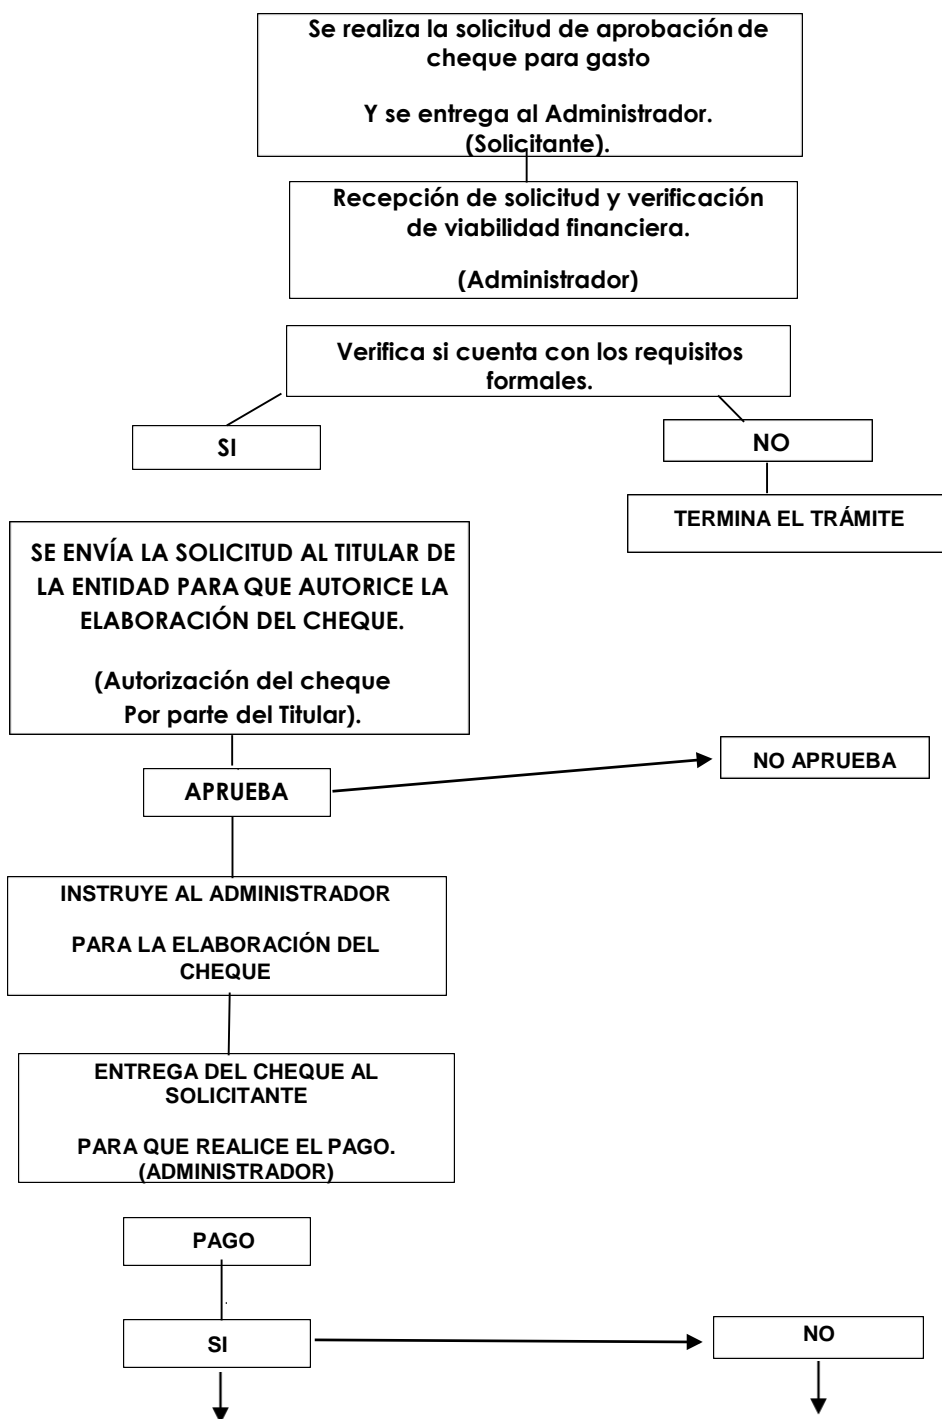 Se realiza la solicitud de aprobación de
cheque para gasto
Y se entrega al Administrador.
(Solicitante).
Recepción de solicitud y verificación
de viabilidad financiera.
(Administrador)
Verifica si cuenta con los requisitos
formales.
SI
NO
TERMINA EL TRÁMITE
SE ENVÍA LA SOLICITUD AL TITULAR DE
LA ENTIDAD PARA QUE AUTORICE LA
ELABORACIÓN DEL CHEQUE.
(Autorización del cheque
Por parte del Titular).
NO APRUEBA
APRUEBA
INSTRUYE AL ADMINISTRADOR
PARA LA ELABORACIÓN DEL
CHEQUE
ENTREGA DEL CHEQUE AL
SOLICITANTE
PARA QUE REALICE EL PAGO.
(ADMINISTRADOR)
PAGO
SI
NO